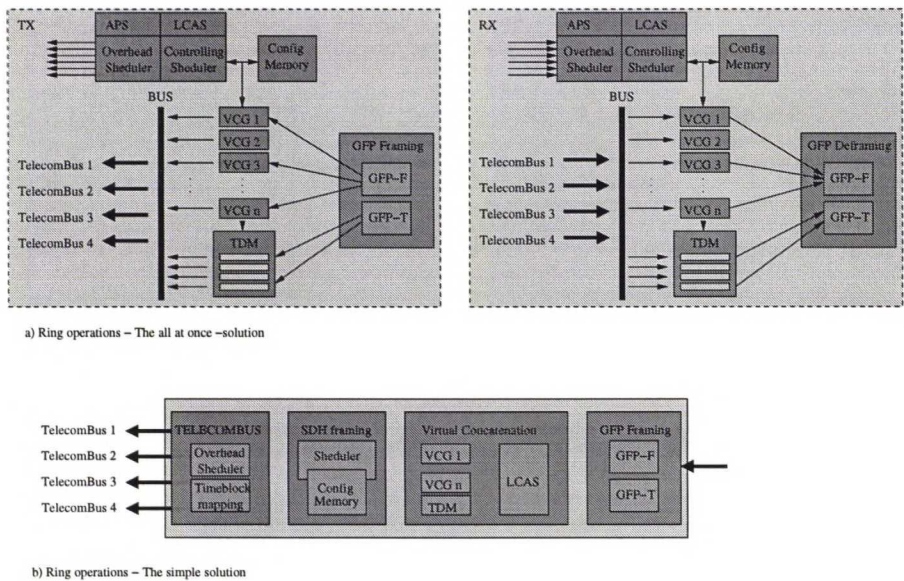 TX
APS LCAS
Overhead Sheduler
Controlling Sheduler
Config Memory
BUS
VCG 1
VCG 2
VCG 3
VCG n
TDM
GFP Framing
GFP-F
GFP-T
TelecomBus 1
TelecomBus 2
TelecomBus 3
TelecomBus 4
RX
APS LCAS
Overhead Sheduler
Controlling Sheduler
Config Memory
BUS
VCG 1
VCG 2
VCG 3
VCG n
TDM
GFP Deframing
GFP-F
GFP-T
TelecomBus 1
TelecomBus 2
TelecomBus 3
TelecomBus 4
a) Ring operations – The all at once –solution
TelecomBus 1
TelecomBus 2
TelecomBus 3
TelecomBus 4
TELECOMBUS
Overhead
Sheduler
Timeblock
mapping
SDH framing
Sheduler
Config
Memory
Virtual Concatenation
VCG 1
VCG n
TDM
LCAS
GFP Framing
GFP-F
GFP-T
b) Ring operations – The simple solution